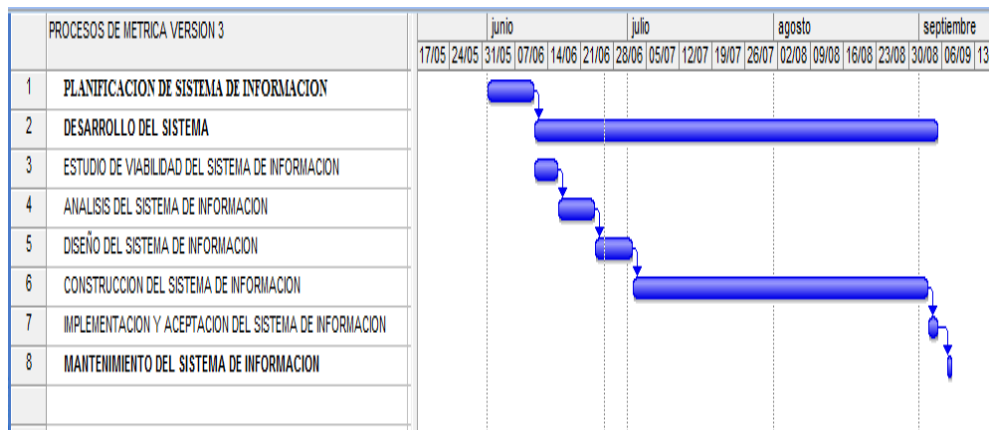 PROCESOS DE METRICA VERSION 3
junio julio agosto septiembre
17/05 24/05 31/05 07/06 14/06 21/06 28/06 05/07 12/07 19/07 26/07 02/08 09/08 16/08 23/08 30/08 06/09 13
1 PLANIFICACION DE SISTEMA DE INFORMACION
2 DESARROLLO DEL SISTEMA
3 ESTUDIO DE VIABILIDAD DEL SISTEMA DE INFORMACION
4 ANALISIS DEL SISTEMA DE INFORMACION
5 DISEÑO DEL SISTEMA DE INFORMACION
6 CONSTRUCCION DEL SISTEMA DE INFORMACION
7 IMPLEMENTACION Y ACEPTACION DEL SISTEMA DE INFORMACION
8 MANTENIMIENTO DEL SISTEMA DE INFORMACION